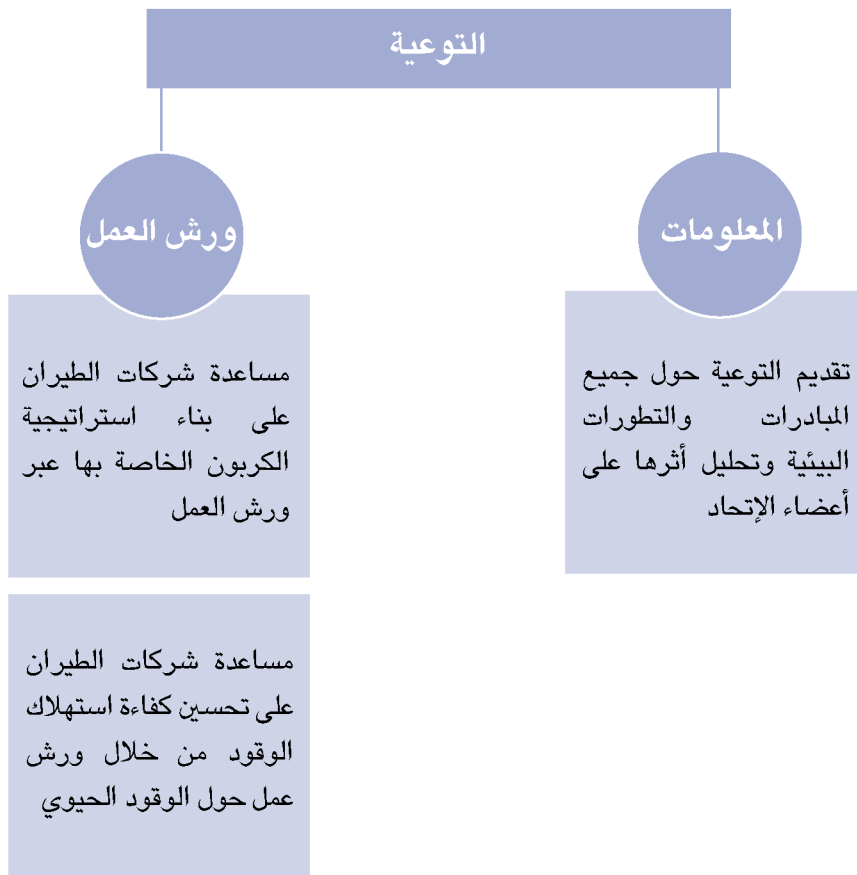 التوعية
المعلومات
تقديم التوعية حول جميع
المبادرات والتطورات
البيئية وتحليل أثرها على
أعضاء الإتحاد
ورش العمل
مساعدة شركات الطيران
على بناء استراتيجية
الكربون الخاصة بها عبر
ورش العمل
مساعدة شركات الطيران
على تحسين كفاءة استهلاك
الوقود من خلال ورش
عمل حول الوقود الحيوي